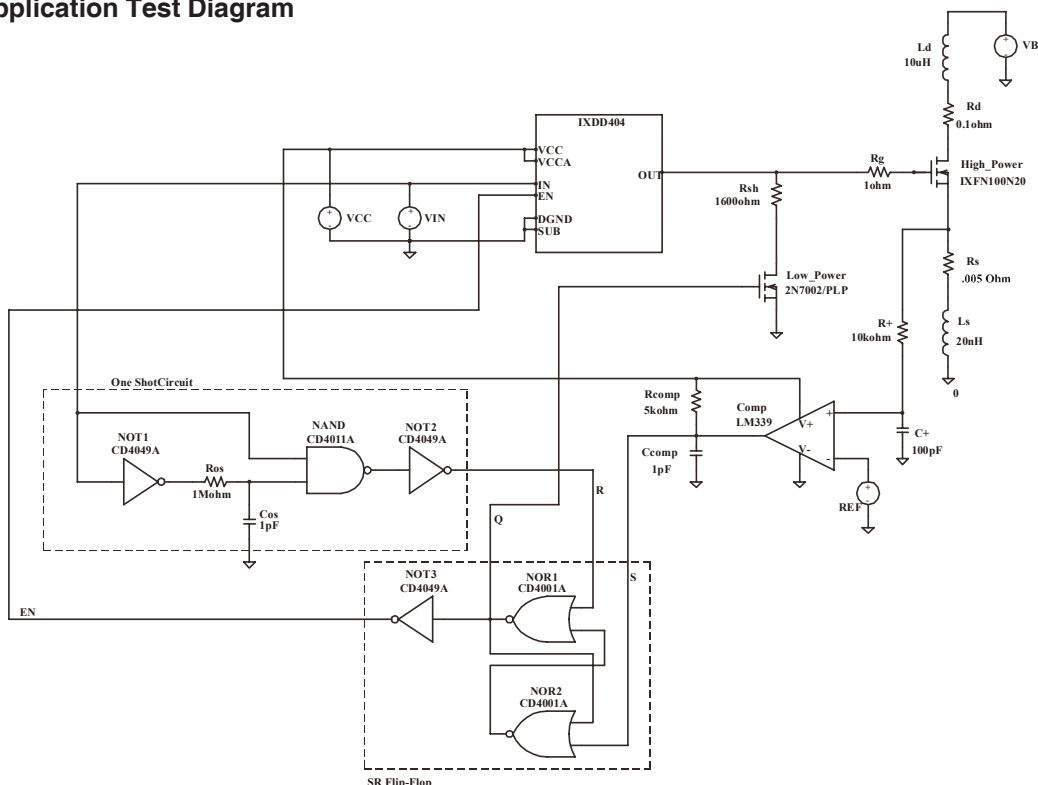 pplication Test Diagram
Ld
10uH
+
-
VB
Rd
0.1ohm
IXDD404
VCC
VCCA
IN
EN
DGND
SUB
OUT
Rg
1ohm
High_Power
IXFN100N20
Rsh
1600ohm
+
-
VCC
+
-
VIN
Low_Power
2N7002/PLP
Rs
.005 Ohm
R+
10kohm
Ls
20nH
0
One ShotCircuit
Rcomp
5kohm
Comp
LM339
V+
V-
+
-
C+
100pF
Ccomp
1pF
+
-
REF
NOT1
CD4049A
Ros
1Mohm
Cos
1pF
NAND
CD4011A
NOT2
CD4049A
R
Q
S
EN
NOT3
CD4049A
NOR1
CD4001A
NOR2
CD4001A
SR Flip-Flop